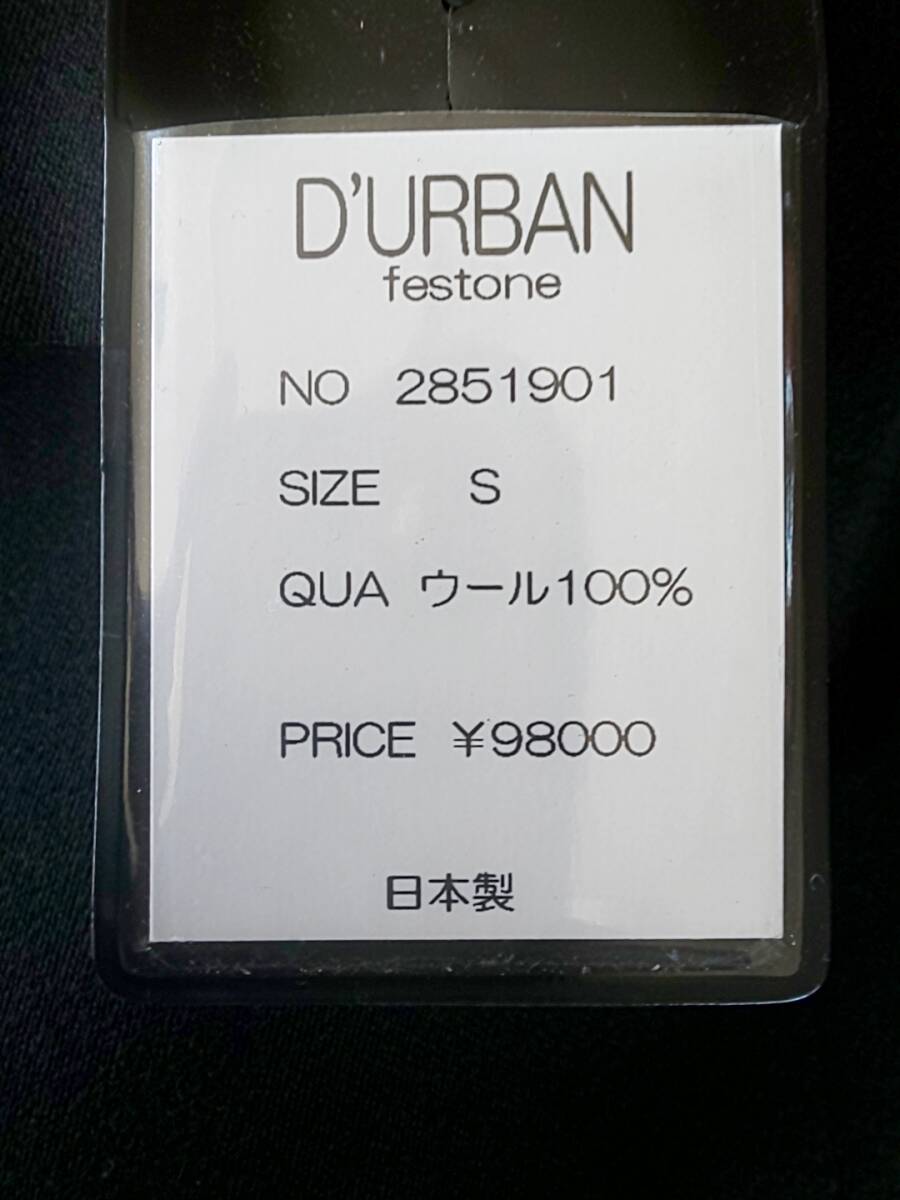 D'URBAN
festone
NO 2851901
SIZE S
QUA ウール100%
PRICE ¥98000
日本製